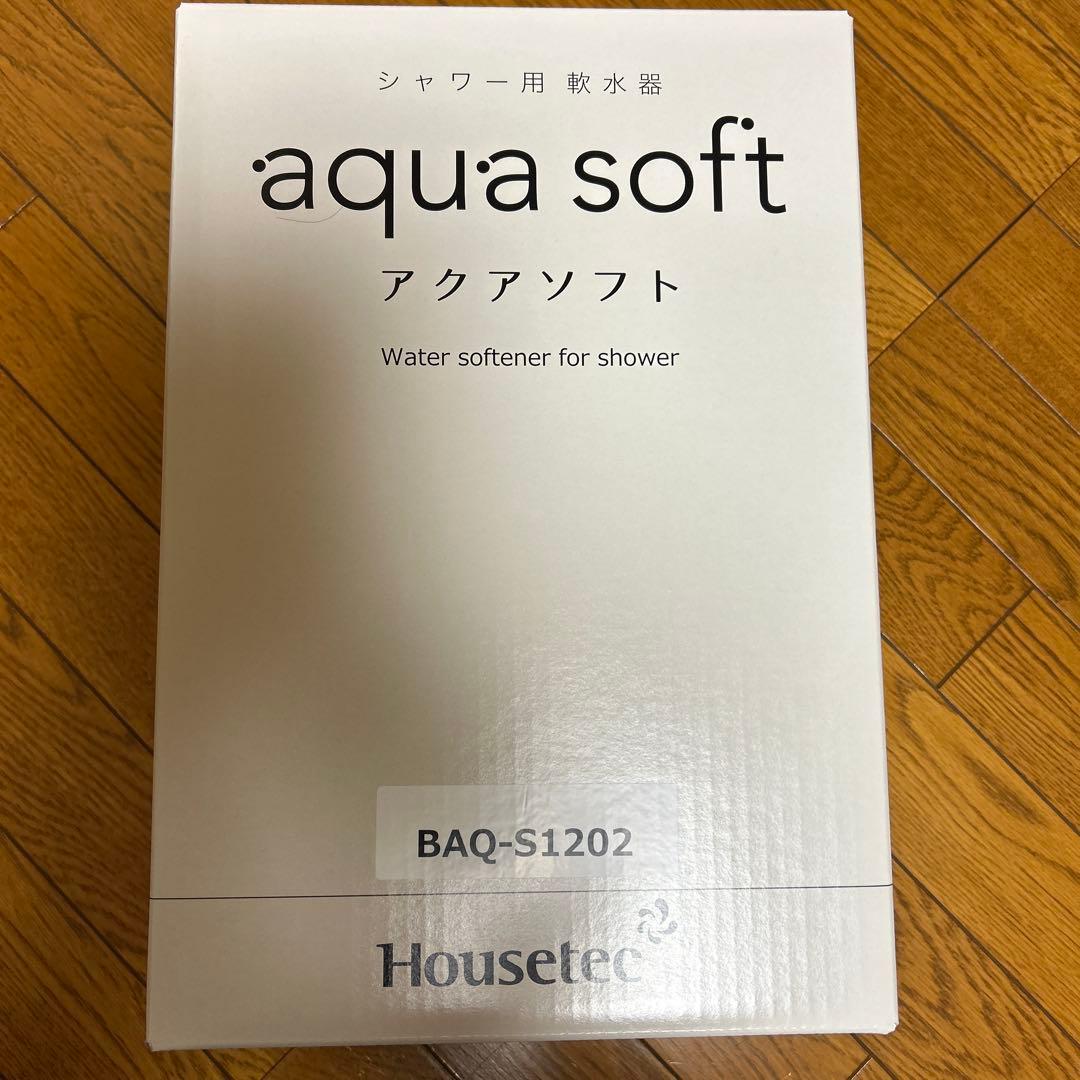 シャワー用 軟水器
aqua soft
アクアソフト
Water softener for shower
BAQ-S1202
Housetec